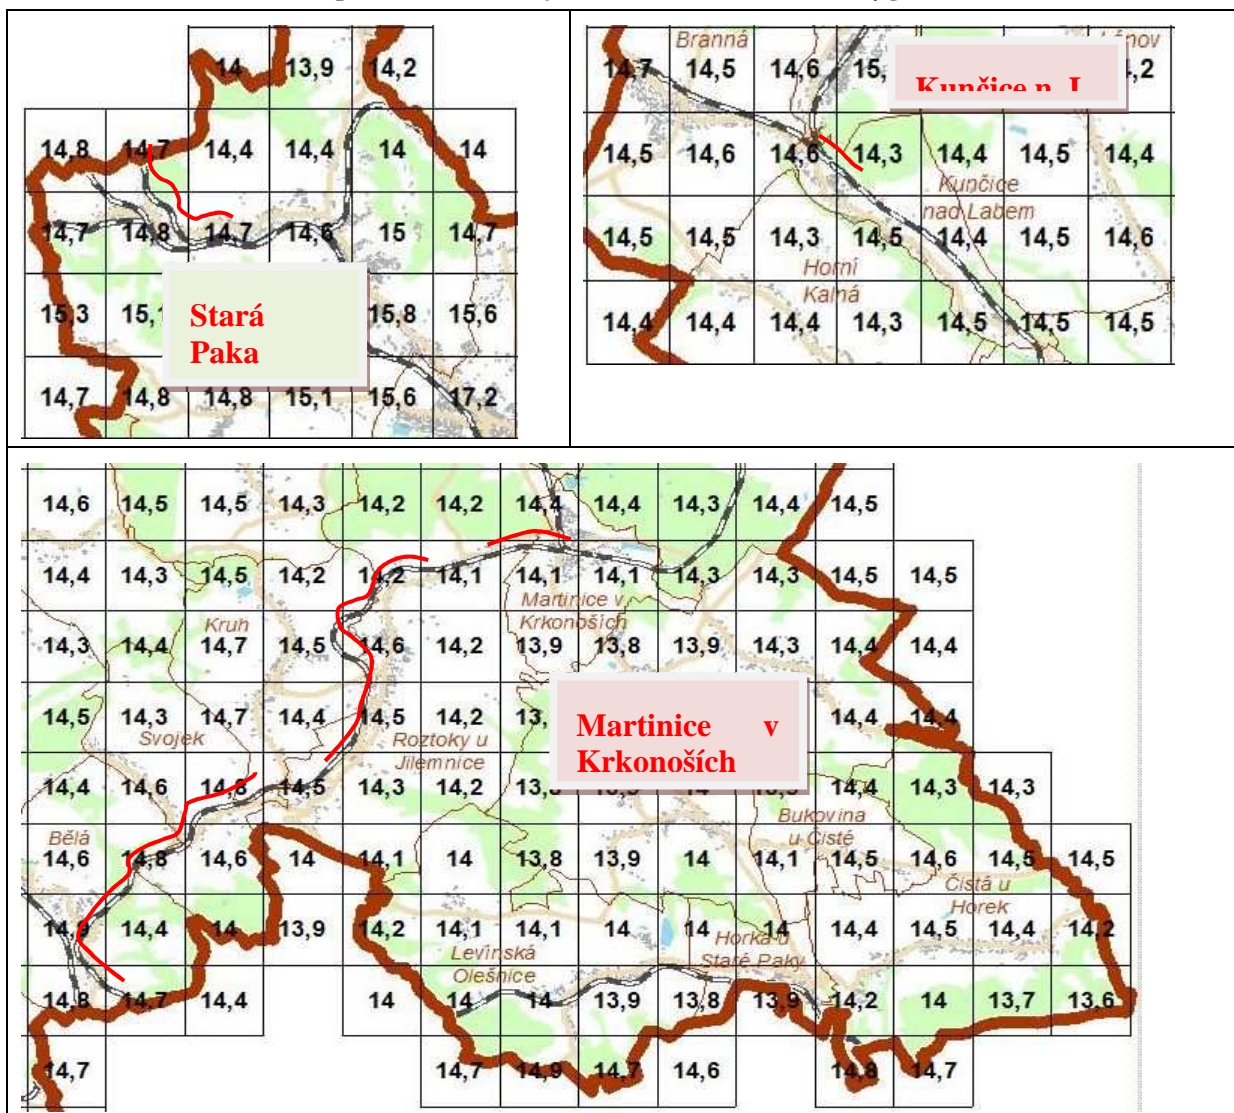 14 13,9 14,2
14,8 14,7 14,4 14,4 14 14
14,7 14,8 14,7 14,6 15 14,7
15,3 15,1 15,8 15,6
Stará
Paka
14,7 14,8 14,8 15,1 15,6 17,2
Branná
14,7 14,5 14,6 15, 4,2
Kunčice n. L
14,5 14,6 14,6 14,3 14,4 14,5 14,4
Kunčice
nad Labem
14,5 14,5 14,3 14,5 14,4 14,5 14,6
Horní
Kalná
14,4 14,4 14,4 14,3 14,5 14,5 14,5
14,6 14,5 14,5 14,3 14,2 14,2 14,4 14,4 14,3 14,4 14,5
14,4 14,3 14,5 14,2 14,2 14,1 14,1 14,1 14,3 14,3 14,5 14,5
Martinice v
Krkonoších
Kruh
14,3 14,4 14,7 14,5 14,6 14,2 13,9 13,8 13,9 14,3 14,4 14,4
14,5 14,3 14,7 14,4 14,5 14,2 13, 14,4 14,4
Svojek
Roztoky u
Jilemnice
Martinice v
Krkonoších
14,4 14,6 14,8 14,5 14,3 14,2 14,4 14,3 14,3
Bukovina
u Čisté
Bělá
14,6 14,8 14,6 14 14,1 14 13,8 13,9 14 14,1 14,5 14,6 14,5 14,5
Čistá u
Horek
14,9 14,4 14 13,9 14,2 14,1 14,1 14 14 14 14,4 14,5 14,4 14,2
Levínská
Olešnice
Horka u
Staré Paky
14,8 14,7 14,4 14 14 14 13,9 13,8 13,9 14,2 14 13,7 13,6
14,7 14,7 14,9 14,7 14,6 14,8 14,7